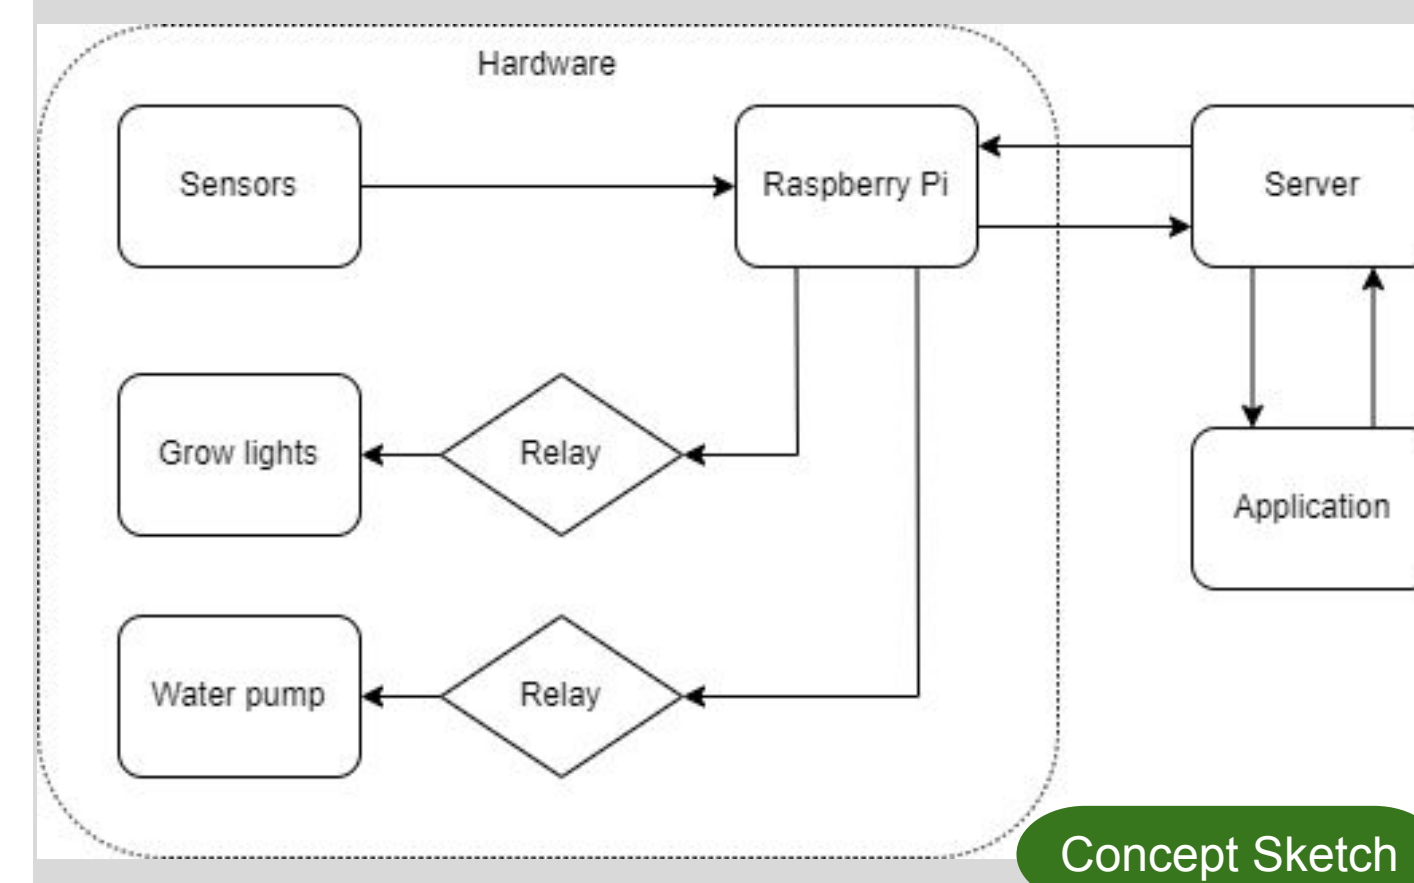 Hardware
Sensors
Raspberry Pi
Server
Grow lights
Relay
Application
Water pump
Relay
Concept Sketch